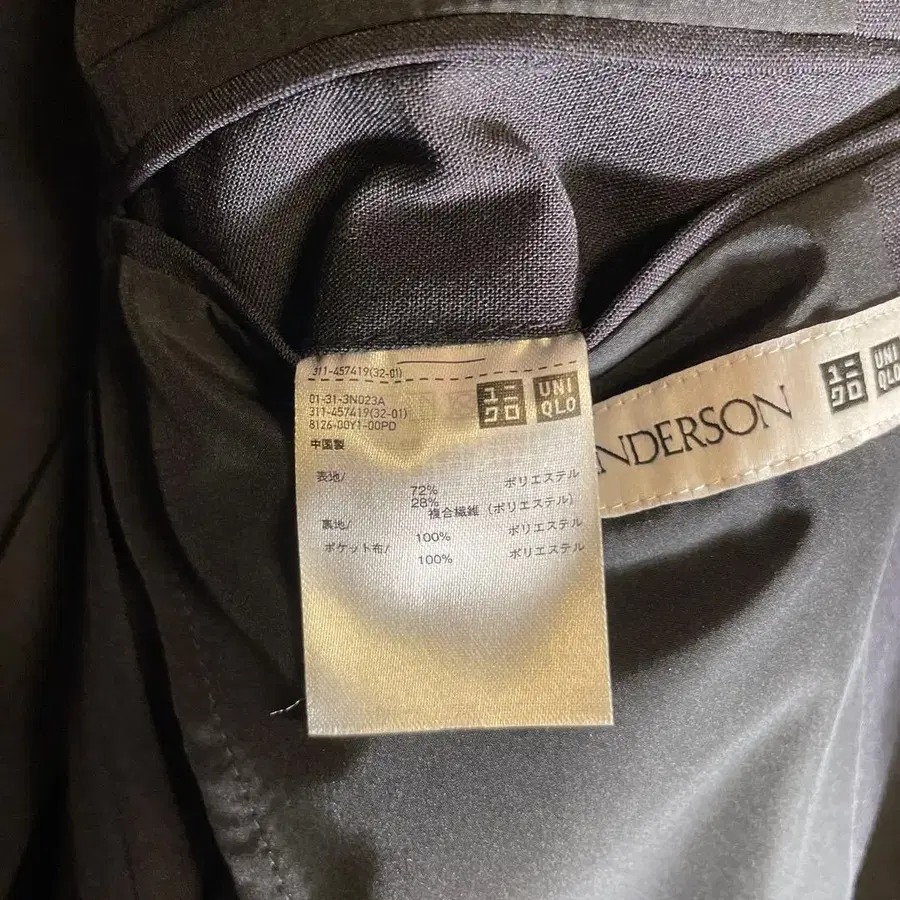 311-457419(32-01)
01-31-3N023A
311-457419(32-01)
8126-00Y1-00PD
中国製
ユニクロ
UNIQLO
表地/
72% ポリエステル
28% 複合繊維 (ポリエステル)
裏地/
100% ポリエステル
ポケット布/
100% ポリエステル
NDERSON
ユニクロ
UNI
QLO